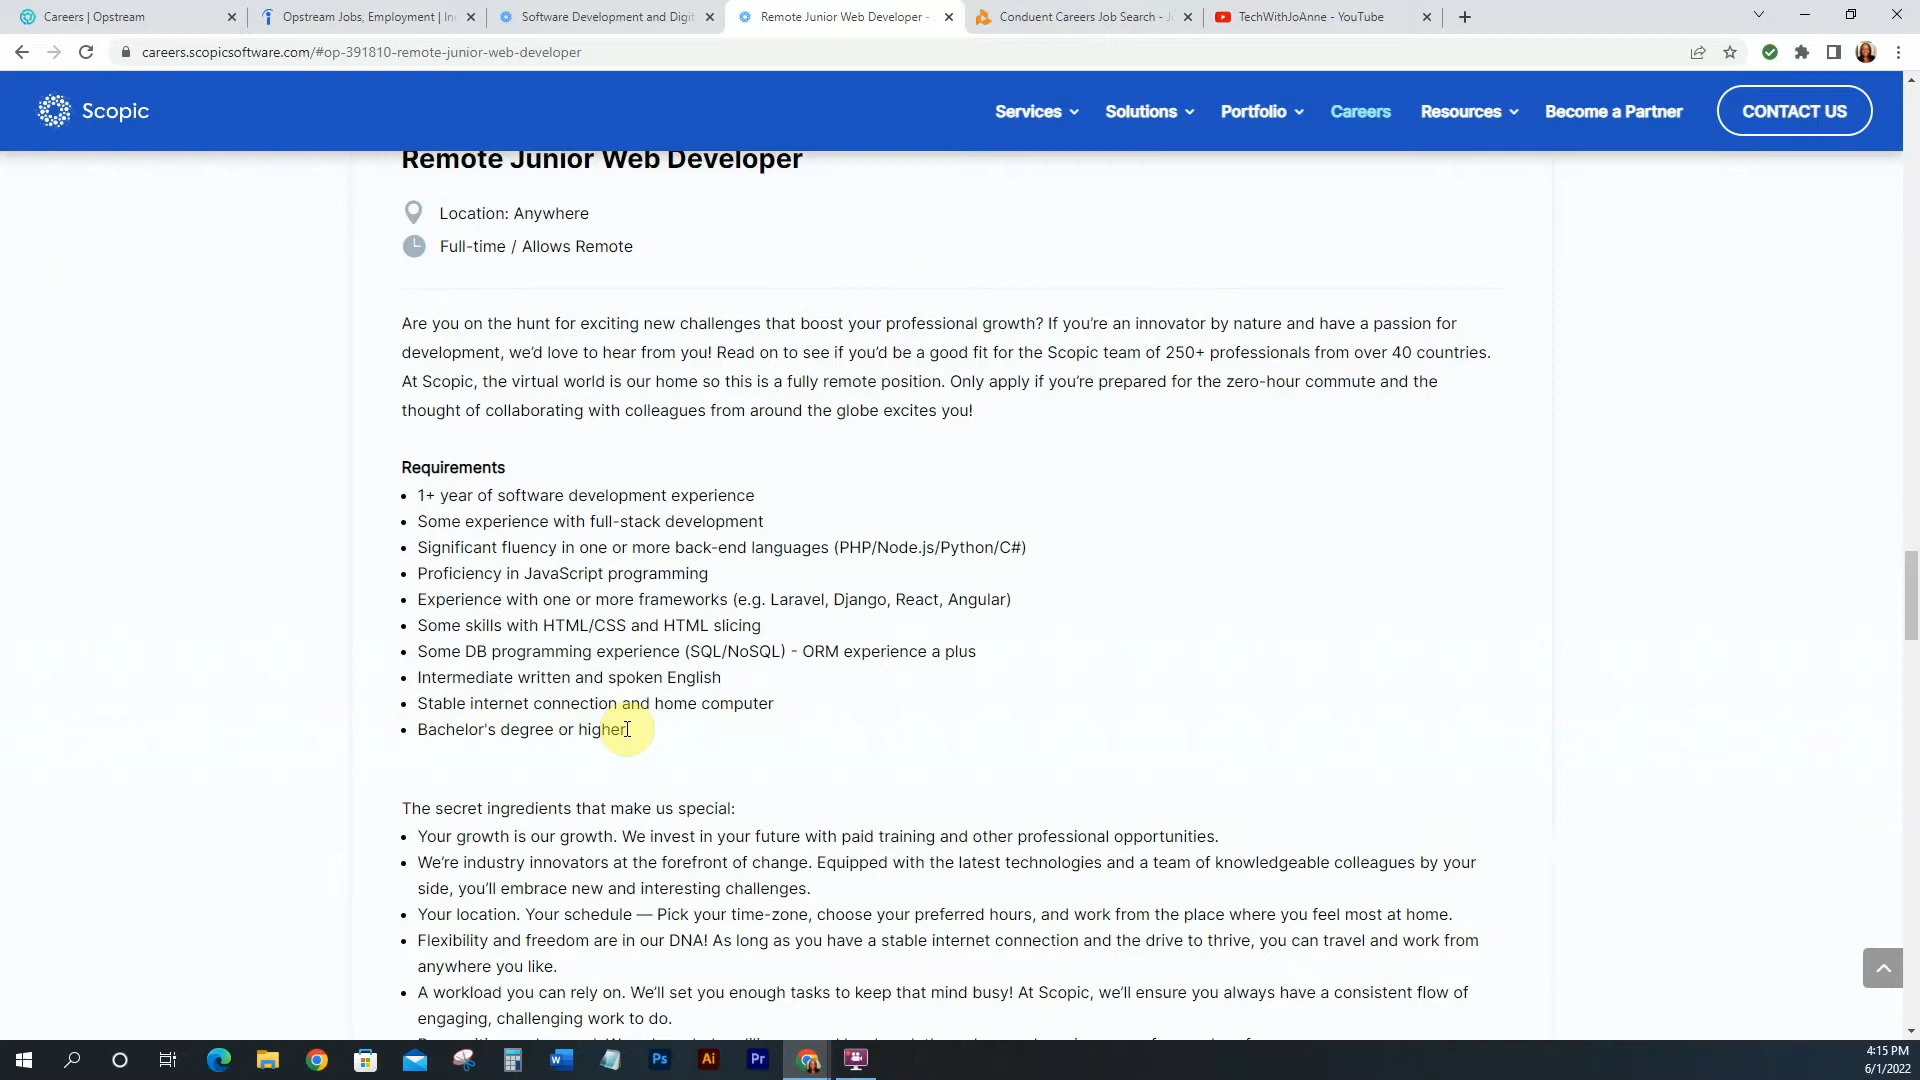 Careers | Opstream
Opstream Jobs, Employment | In
Software Development and Digit
Remote Junior Web Developer -
Conduent Careers Job Search - J
TechWithJoAnne - YouTube
careers.scopicsoftware.com/#op-391810-remote-junior-web-developer
Scopic
Services
Solutions
Portfolio
Careers
Resources
Become a Partner
CONTACT US
Remote Junior Web Developer
Location: Anywhere
Full-time / Allows Remote
Are you on the hunt for exciting new challenges that boost your professional growth? If you're an innovator by nature and have a passion for
development, we'd love to hear from you! Read on to see if you'd be a good fit for the Scopic team of 250+ professionals from over 40 countries.
At Scopic, the virtual world is our home so this is a fully remote position. Only apply if you're prepared for the zero-hour commute and the
thought of collaborating with colleagues from around the globe excites you!
Requirements
• 1+ year of software development experience
• Some experience with full-stack development
• Significant fluency in one or more back-end languages (PHP/Node.js/Python/C#)
• Proficiency in JavaScript programming
• Experience with one or more frameworks (e.g. Laravel, Django, React, Angular)
• Some skills with HTML/CSS and HTML slicing
• Some DB programming experience (SQL/NoSQL) - ORM experience a plus
• Intermediate written and spoken English
• Stable internet connection and home computer
• Bachelor's degree or higher
The secret ingredients that make us special:
• Your growth is our growth. We invest in your future with paid training and other professional opportunities.
• We're industry innovators at the forefront of change. Equipped with the latest technologies and a team of knowledgeable colleagues by your
side, you'll embrace new and interesting challenges.
• Your location. Your schedule — Pick your time-zone, choose your preferred hours, and work from the place where you feel most at home.
• Flexibility and freedom are in our DNA! As long as you have a stable internet connection and the drive to thrive, you can travel and work from
anywhere you like.
• A workload you can rely on. We'll set you enough tasks to keep that mind busy! At Scopic, we'll ensure you always have a consistent flow of
engaging, challenging work to do.
Ps
Ai
Pr
4:15 PM
6/1/2022